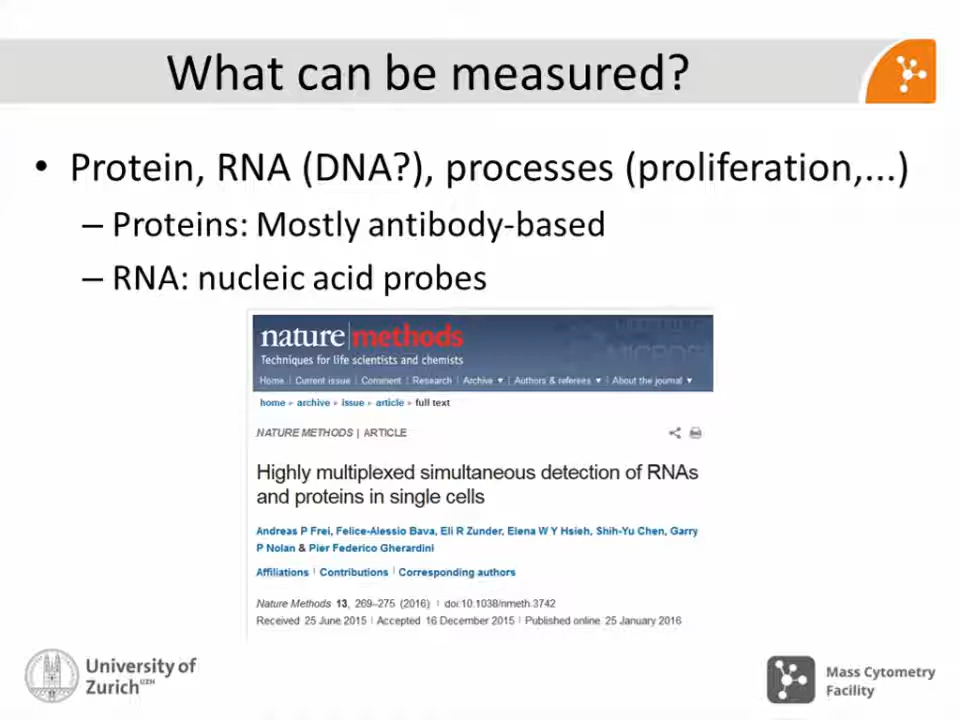 What can be measured?
• Protein, RNA (DNA?), processes (proliferation,...)
– Proteins: Mostly antibody-based
– RNA: nucleic acid probes
nature methods
Techniques for life scientists and chemists
Home | Current issue | Comment | Research | Archive ▼ | Authors & referees ▼ | About the journal ▼
home » archive » issue » article » full text
NATURE METHODS | ARTICLE
Highly multiplexed simultaneous detection of RNAs
and proteins in single cells
Andreas P Frei, Felice-Alessio Bava, Eli R Zunder, Elena W Y Hsieh, Shih-Yu Chen, Garry
P Nolan & Pier Federico Gherardini
Affiliations | Contributions | Corresponding authors
Nature Methods 13, 269–275 (2016) | doi:10.1038/nmeth.3742
Received 25 June 2015 | Accepted 16 December 2015 | Published online 25 January 2016
University of
Zurich UZH
Mass Cytometry
Facility